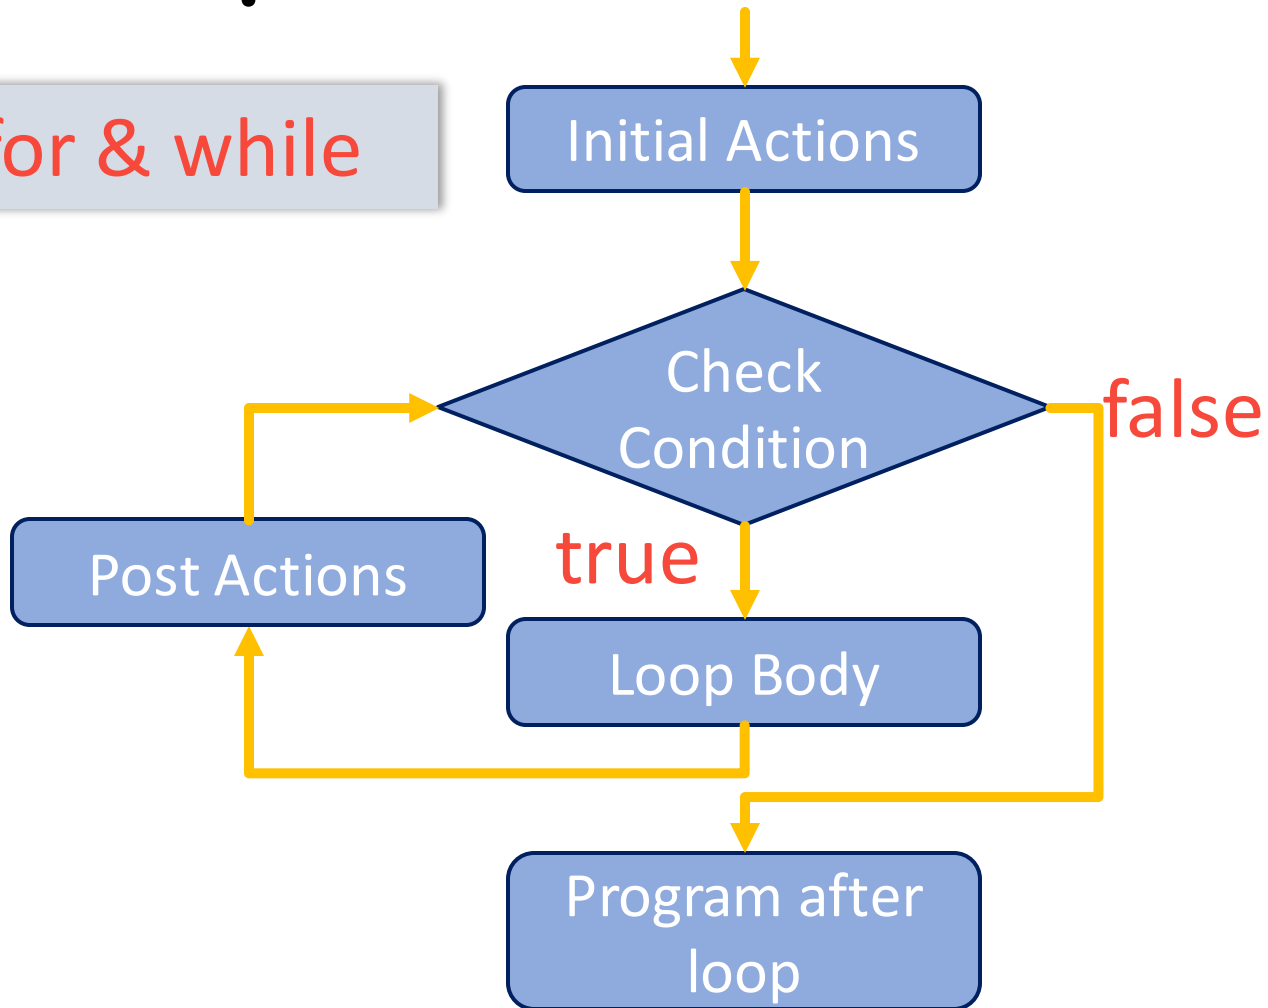 for & while
Initial Actions
Check
Condition
false
true
Post Actions
Loop Body
Program after
loop